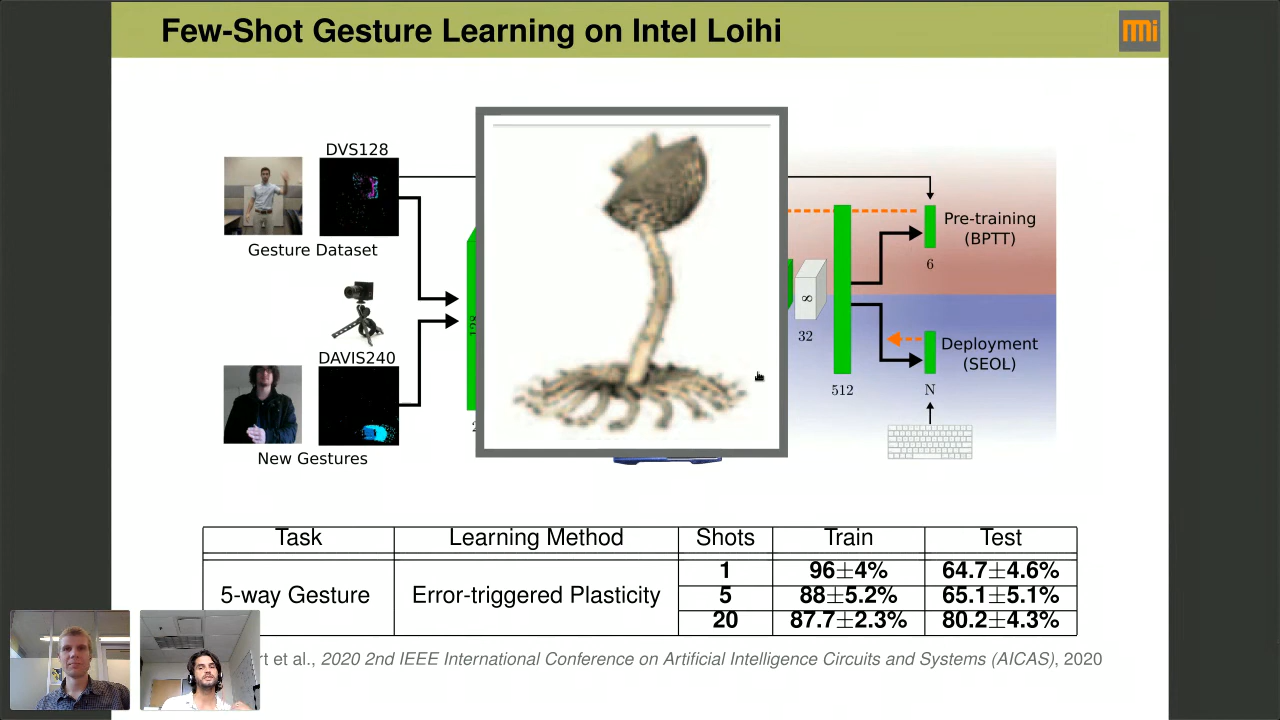 Few-Shot Gesture Learning on Intel Loihi
DVS128
Gesture Dataset
DAVIS240
New Gestures
∞
32
512
Pre-training
(BPTT)
6
Deployment
(SEOL)
N
Task Learning Method Shots Train Test
5-way Gesture Error-triggered Plasticity
1 96±4% 64.7±4.6%
5 88±5.2% 65.1±5.1%
20 87.7±2.3% 80.2±4.3%
et al., 2020 2nd IEEE International Conference on Artificial Intelligence Circuits and Systems (AICAS), 2020